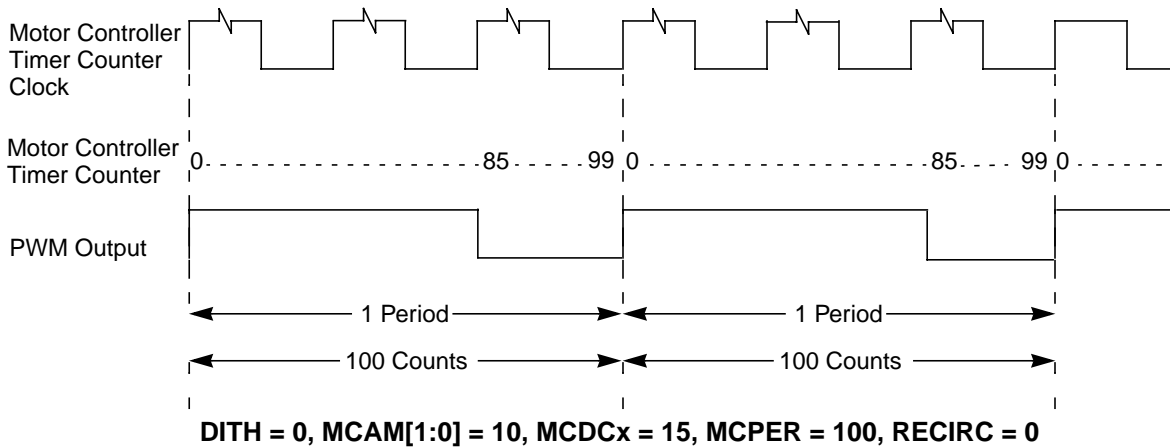 Motor Controller
Timer Counter
Clock
Motor Controller
Timer Counter
0 85 99 0 85 99 0
PWM Output
1 Period 1 Period
100 Counts 100 Counts
DITH = 0, MCAM[1:0] = 10, MCDCx = 15, MCPER = 100, RECIRC = 0